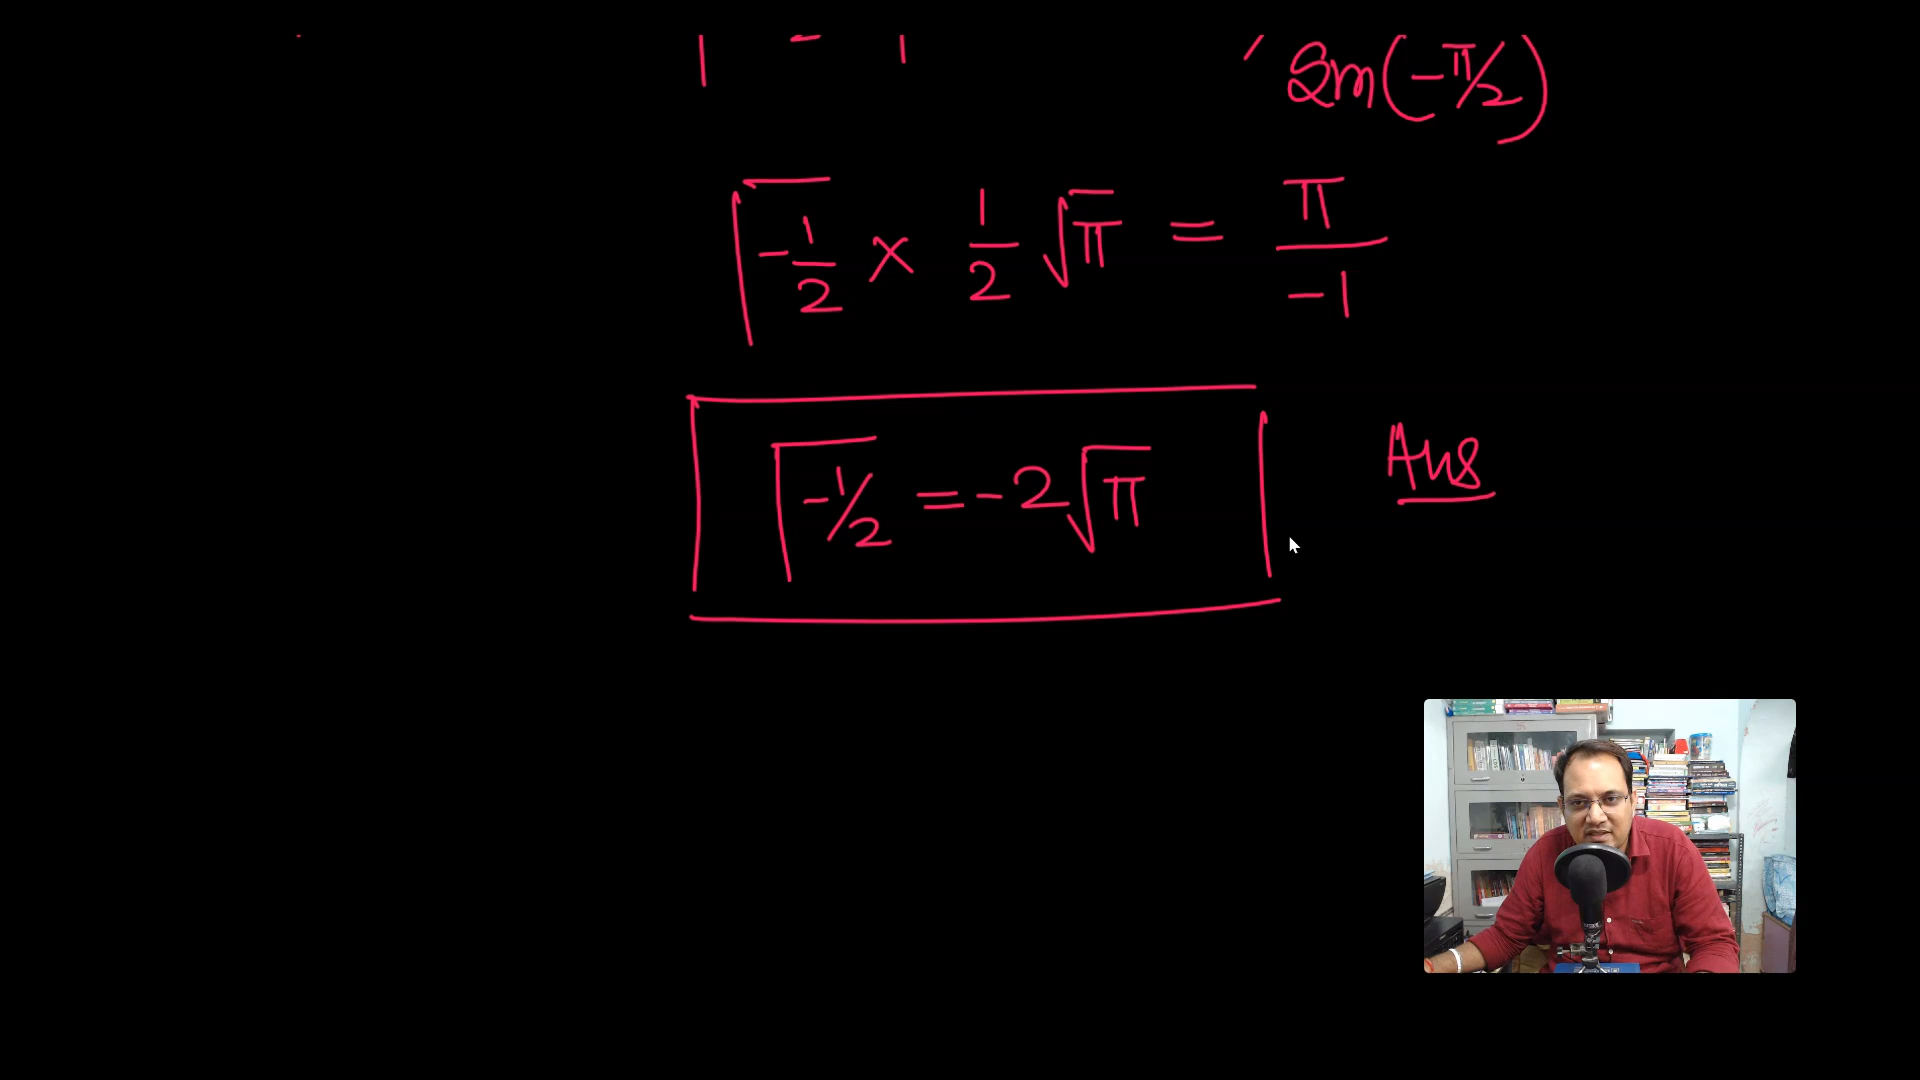 Sin(-π/2)
Γ-1/2 × 1/2 √π = π/-1
Γ-1/2 = -2√π
Ans